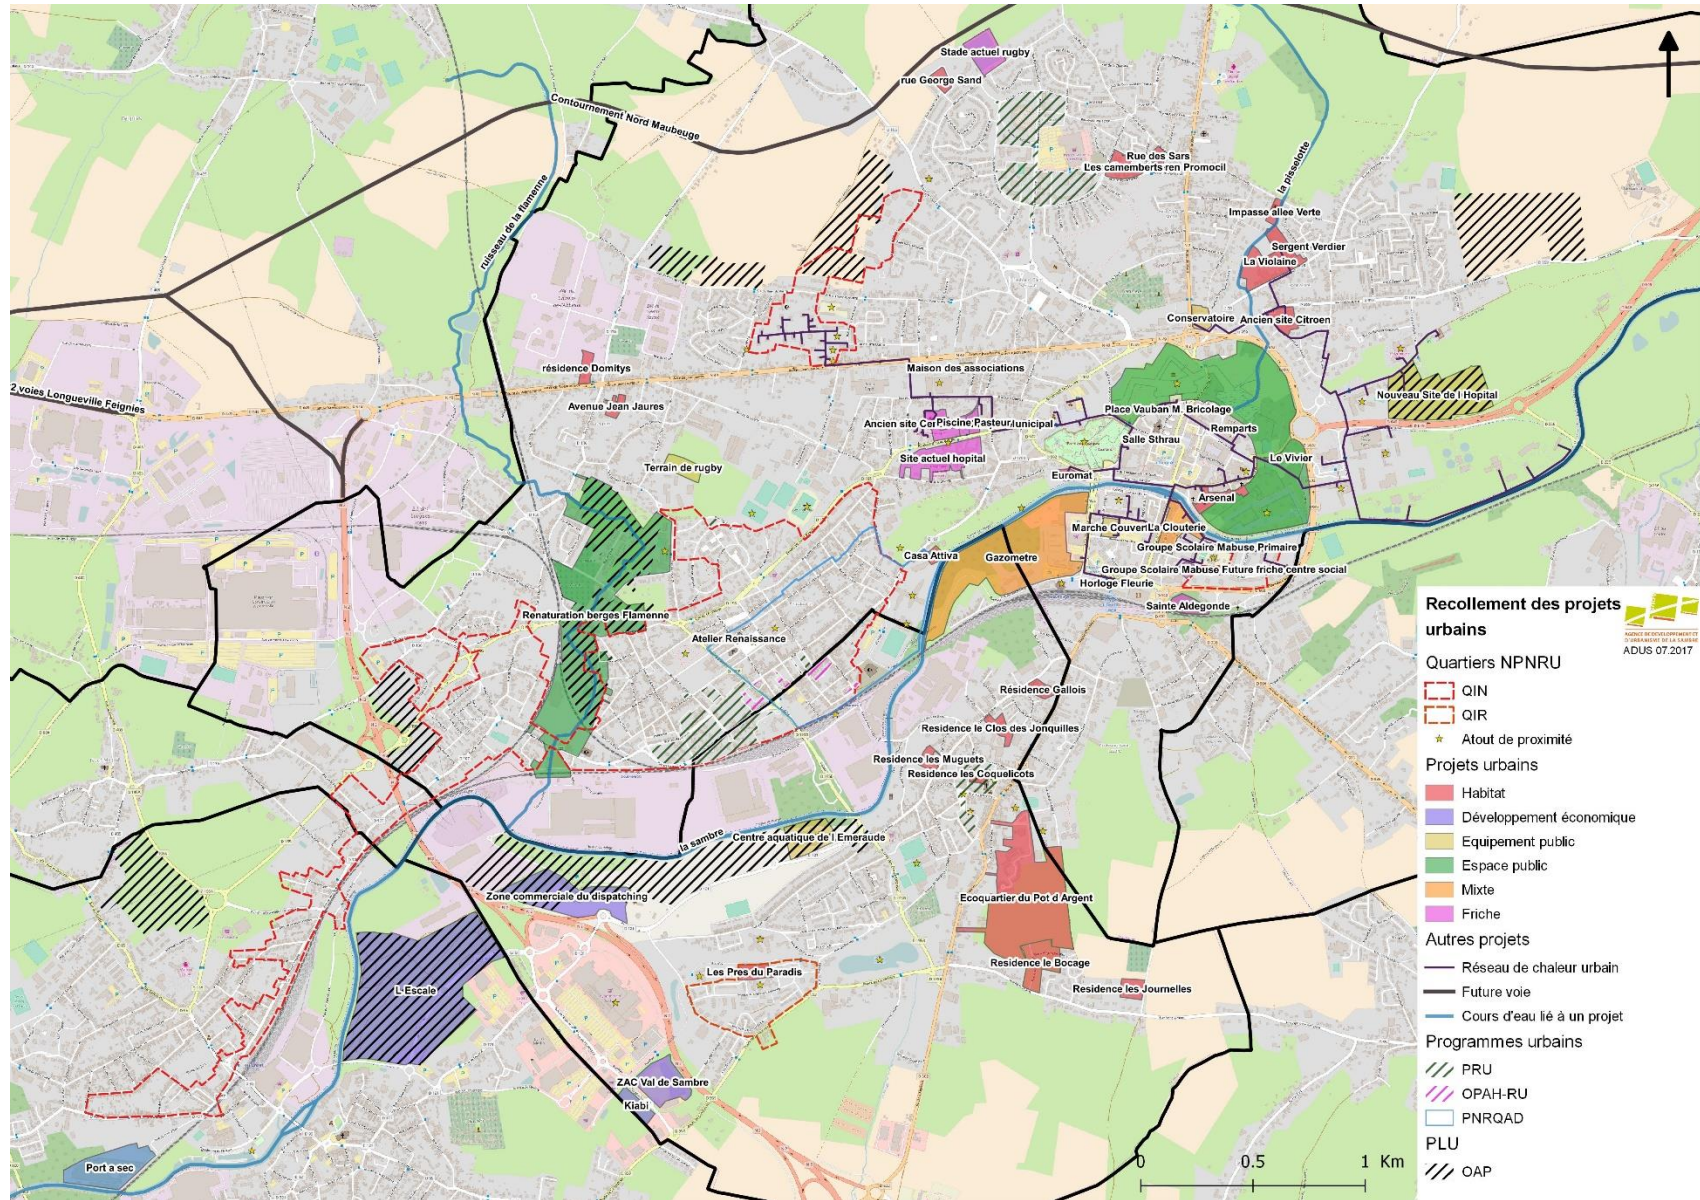 Stade actuel rugby
rue George Sand
Contournement Nord Maubeuge
Rue des Sars
Les camemberts ren Promocil
la pisselotte
ruisseau de la flamenne
Impasse allee Verte
Sergent Verdier
La Violaine
Conservatoire
Ancien site Citroen
résidence Domitys
Maison des associations
2 voies Longueville Feignies
Nouveau Site de l Hopital
Avenue Jean Jaures
Place Vauban M. Bricolage
Ancien site Cen
Piscine Pasteur
unicipal
Remparts
Salle Sthrau
Site actuel hopital
Le Vivier
Terrain de rugby
Euromat
Arsenal
Marche Couvert
La Clouterie
Casa Attiva
Gazometre
Groupe Scolaire Mabuse Primaire
Groupe Scolaire Mabuse Future friche centre social
Horloge Fleurie
Sainte Aldegonde
Renaturation berges Flamenne
Atelier Renaissance
Résidence Gallois
Residence le Clos des Jonquilles
Residence les Muguets
Residence les Coquelicots
la sambre
Centre aquatique de l Emeraude
Zone commerciale du dispatching
Ecoquartier du Pot d Argent
Les Pres du Paradis
Residence le Bocage
L Escale
Residence les Journelles
ZAC Val de Sambre
Kiabi
Port a sec
0 0.5 1 Km
Recollement des projets
urbains
AGENCE DE DEVELOPPEMENT ET
D'URBANISME DE LA SAMBRE
ADUS 07.2017
Quartiers NPNRU
QIN
QIR
Atout de proximité
Projets urbains
Habitat
Développement économique
Equipement public
Espace public
Mixte
Friche
Autres projets
Réseau de chaleur urbain
Future voie
Cours d'eau lié à un projet
Programmes urbains
PRU
OPAH-RU
PNRQAD
PLU
OAP